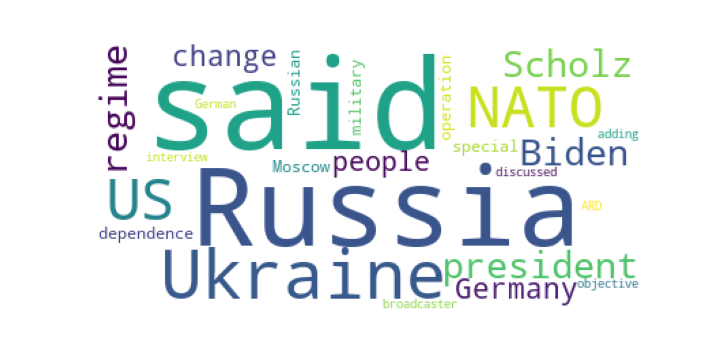 said
Russia
Ukraine
NATO
US
president
Scholz
Biden
Germany
regime
change
people
Russian
military
operation
German
interview
Moscow
special
adding
discussed
ARD
dependence
objective
broadcaster